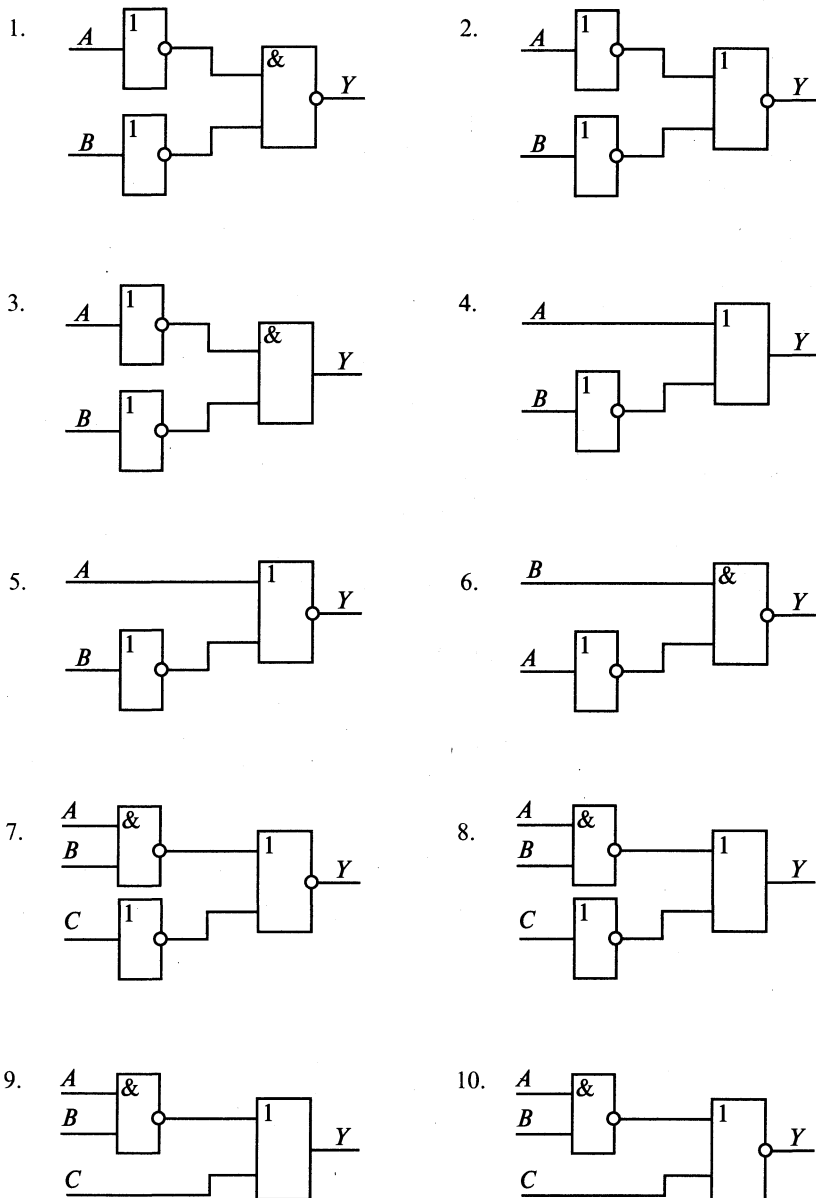 1. A 1 & Y B 1
2. A 1 1 Y B 1
3. A 1 & Y B 1
4. A 1 Y B 1
5. A 1 Y B 1
6. B & Y A 1
7. A & B 1 Y C 1
8. A & B 1 Y C 1
9. A & B 1 Y C
10. A & B 1 Y C